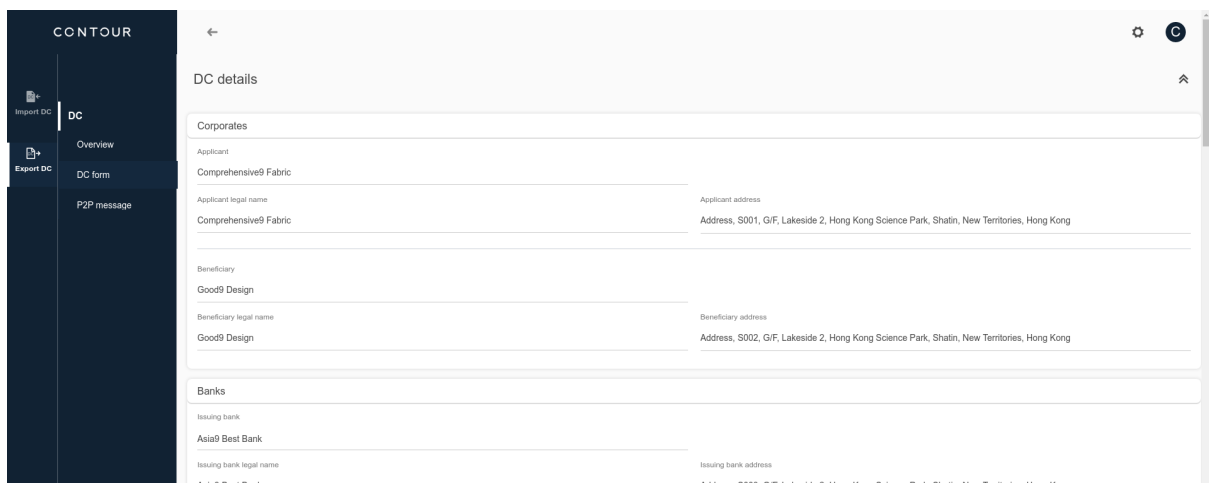 CONTOUR
C
DC details
Import DC
DC
Export DC
Overview
DC form
P2P message
Corporates
Applicant
Comprehensive9 Fabric
Applicant legal name
Applicant address
Comprehensive9 Fabric
Address, S001, G/F, Lakeside 2, Hong Kong Science Park, Shatin, New Territories, Hong Kong
Beneficiary
Good9 Design
Beneficiary legal name
Beneficiary address
Good9 Design
Address, S002, G/F, Lakeside 2, Hong Kong Science Park, Shatin, New Territories, Hong Kong
Banks
Issuing bank
Asia9 Best Bank
Issuing bank legal name
Issuing bank address